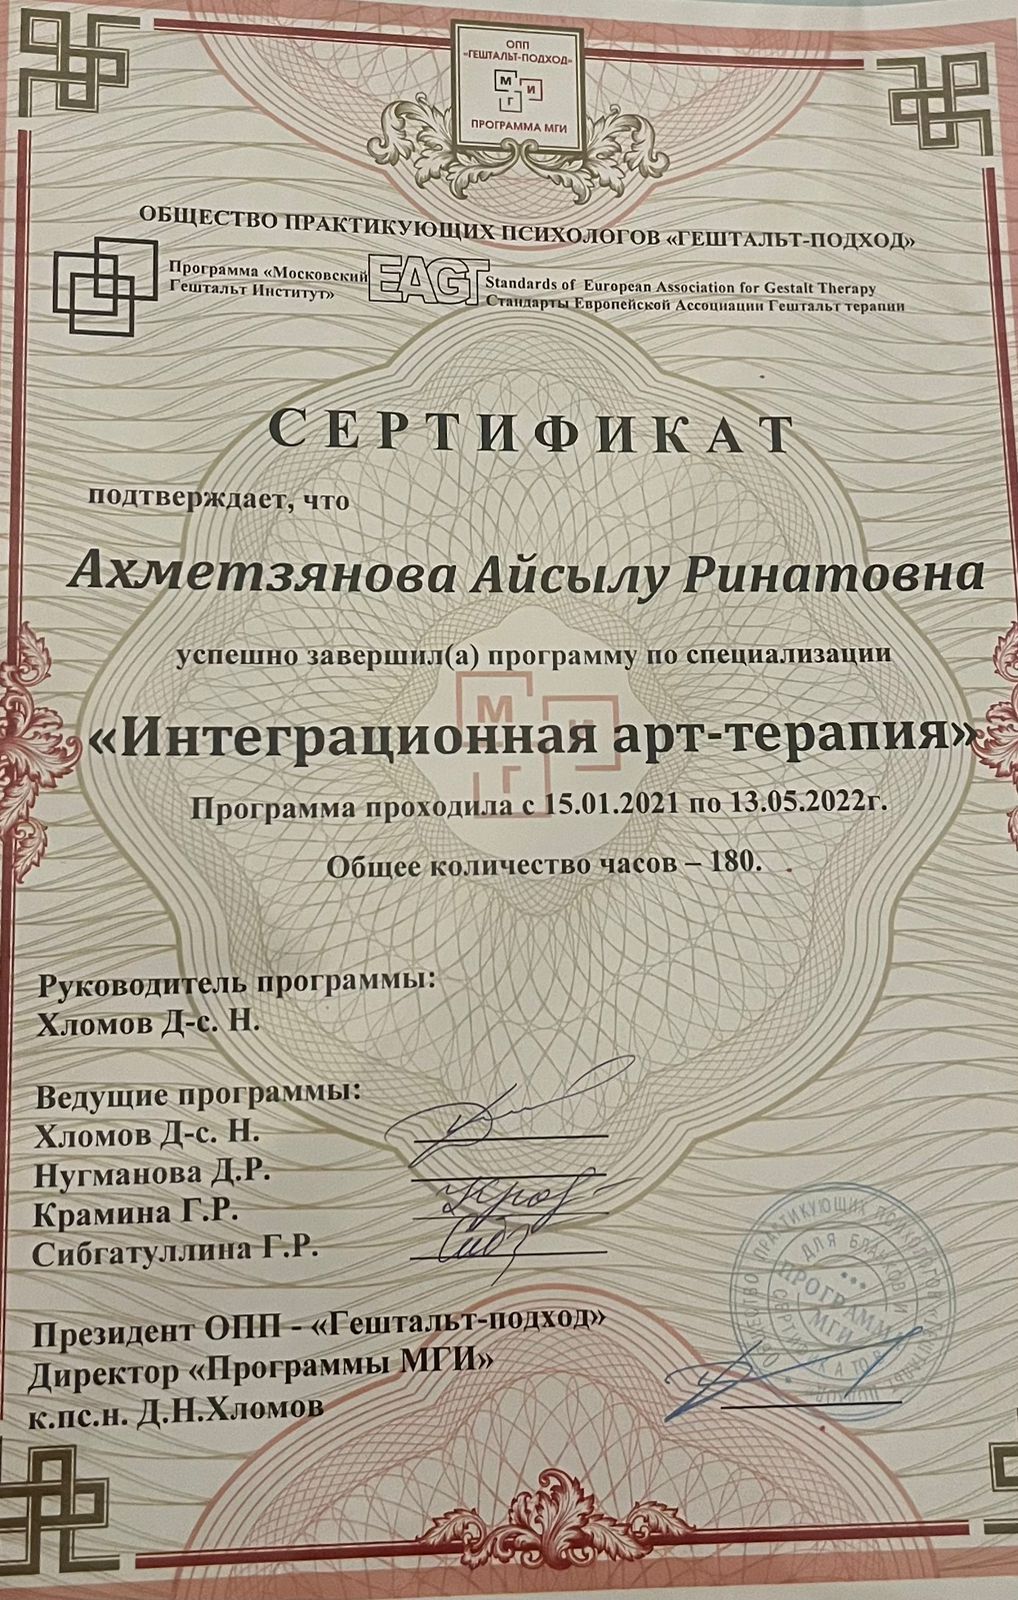 ОПП
«ГЕШТАЛЬТ-ПОДХОД»
М
И
Г
ПРОГРАММА МГИ
ОБЩЕСТВО ПРАКТИКУЮЩИХ ПСИХОЛОГОВ «ГЕШТАЛЬТ-ПОДХОД»
Программа «Московский
Гештальт Институт»
EAGT
Standards of European Association for Gestalt Therapy
Стандарты Европейской Ассоциации Гештальт терапии
СЕРТИФИКАТ
подтверждает, что
Ахметзянова Айсылу Ринатовна
успешно завершил(а) программу по специализации
М
И
Г
«Интеграционная арт-терапия»
Программа проходила с 15.01.2021 по 13.05.2022г.
Общее количество часов – 180.
Руководитель программы:
Хломов Д-с. Н.
Ведущие программы:
Хломов Д-с. Н.
Нугманова Д.Р.
Крамина Г.Р.
Сибгатуллина Г.Р.
Президент ОПП - «Гештальт-подход»
Директор «Программы МГИ»
к.пс.н. Д.Н.Хломов
ПРАКТИКУЮЩИХ ПСИХОЛОГОВ
ДЛЯ БЛАНКОВ И
ПРОГРАММА
МГИ